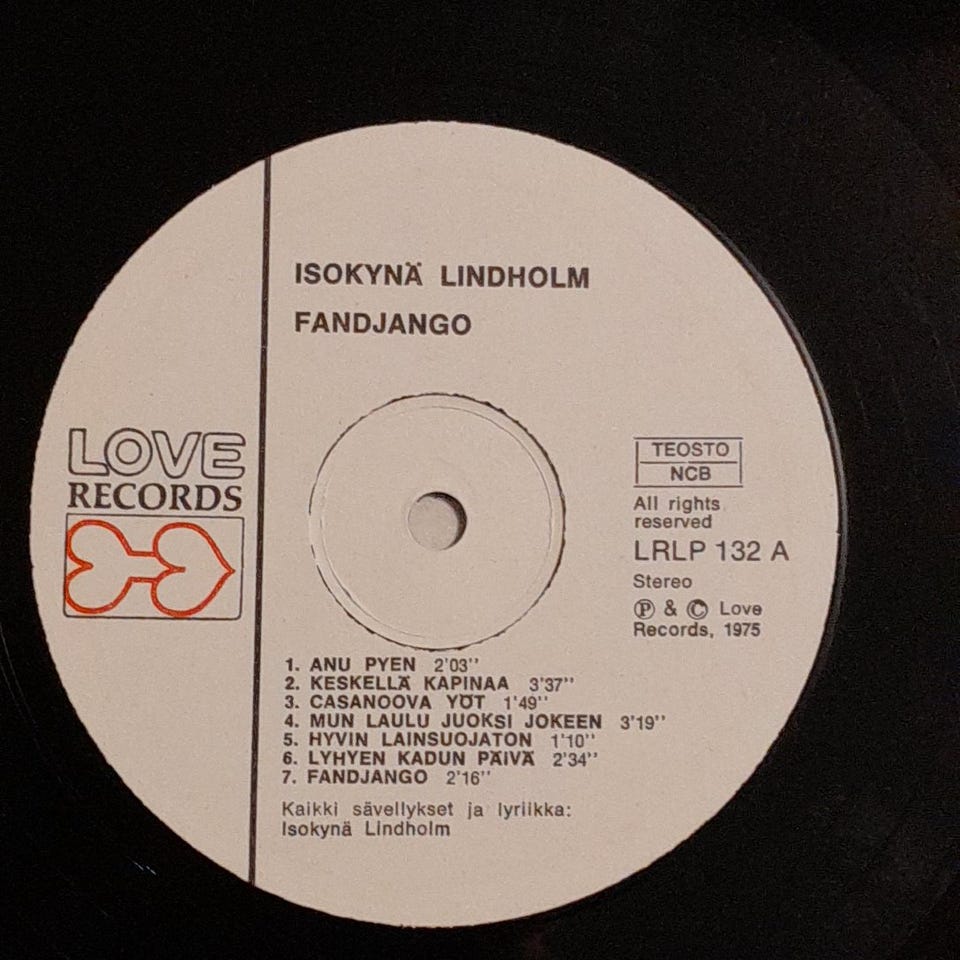 ISOKYNÄ LINDHOLM
FANDJANGO
LOVE
RECORDS
TEOSTO
NCB
All rights
reserved
LRLP 132 A
Stereo
Ⓟ & © Love
Records, 1975
1. ANU PYEN 2'03''
2. KESKELLÄ KAPINAA 3'37''
3. CASANOOVA YÖT 1'49''
4. MUN LAULU JUOKSI JOKEEN 3'19''
5. HYVIN LAINSUOJATON 1'10''
6. LYHYEN KADUN PÄIVÄ 2'34''
7. FANDJANGO 2'16''
Kaikki sävellykset ja lyriikka:
Isokynä Lindholm